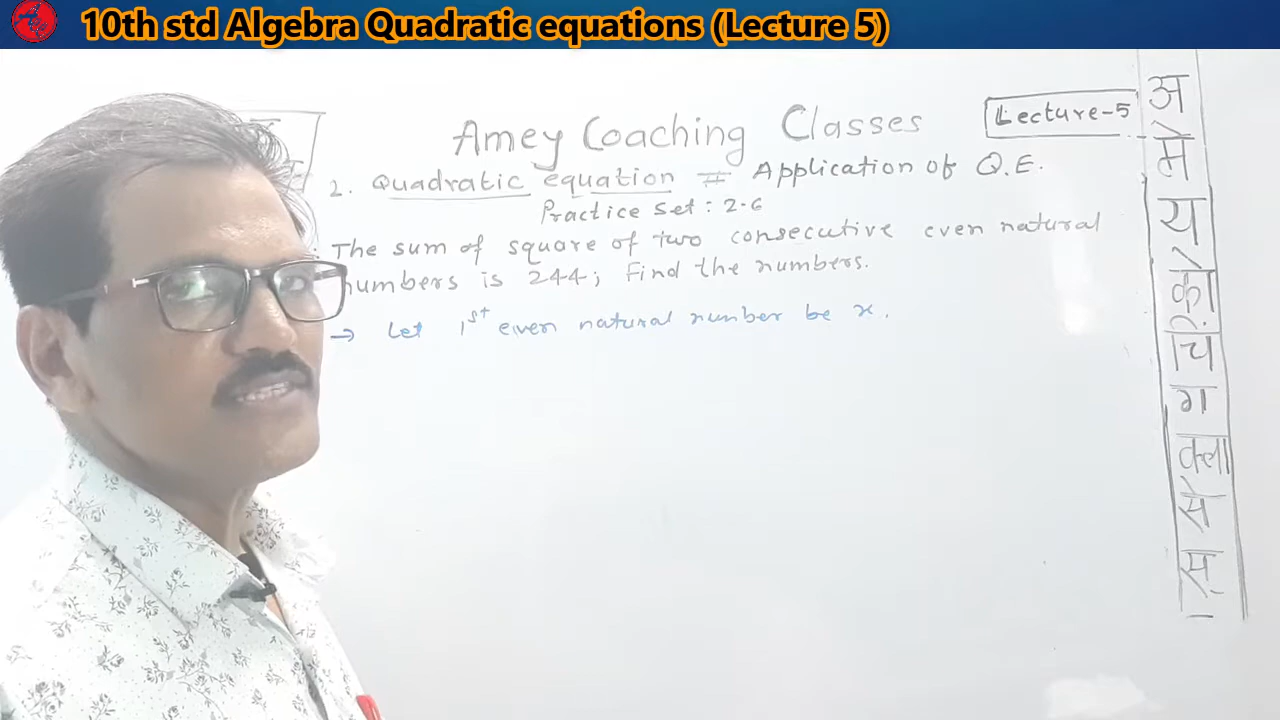 10th std Algebra Quadratic equations (Lecture 5)
Amey Coaching Classes
Lecture-5
2. Quadratic equation # Application of Q.E.
Practice Set : 2.6
The sum of square of two consecutive even natural
numbers is 244; Find the numbers.
→ Let 1st even natural number be x.
अमेय कोचिंग क्लासेस